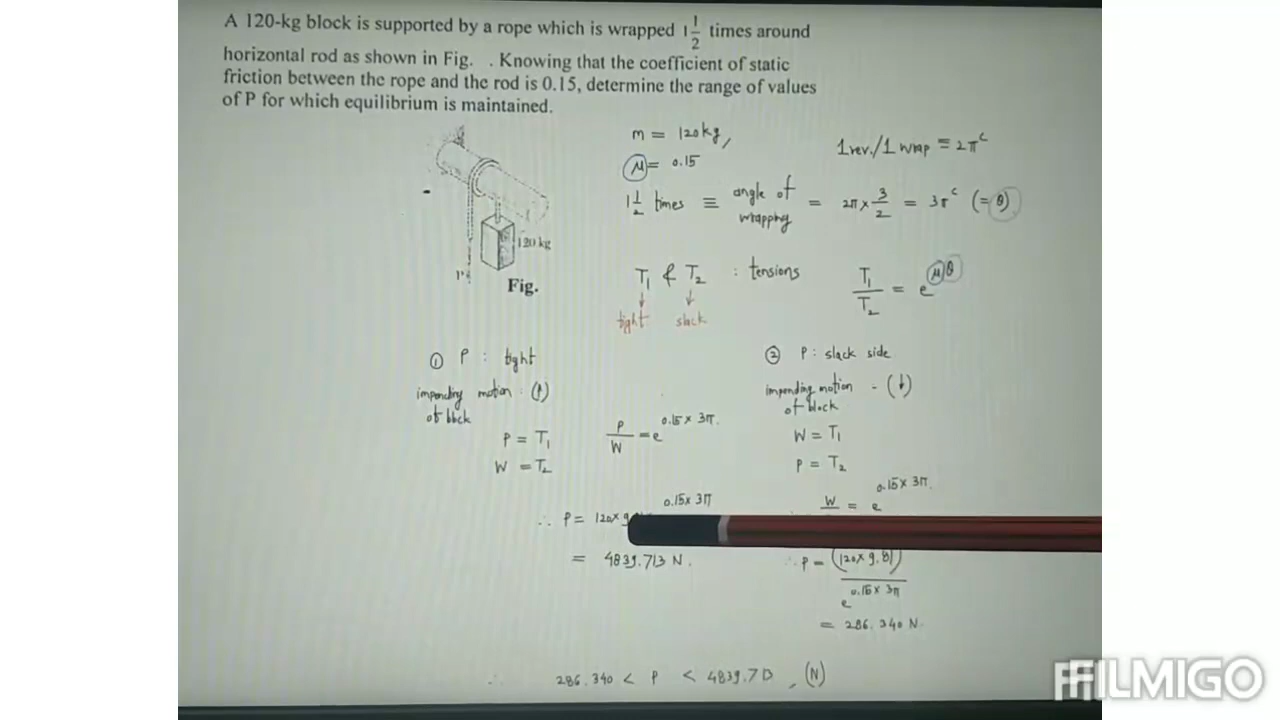 A 120-kg block is supported by a rope which is wrapped 1 1/2 times around
horizontal rod as shown in Fig. . Knowing that the coefficient of static
friction between the rope and the rod is 0.15, determine the range of values
of P for which equilibrium is maintained.
m = 120kg,
μ = 0.15
1 rev./1 wrap ≡ 2π^c
1 1/2 times ≡ angle of wrapping = 2π × 3/2 = 3π^c (= θ)
120 kg
P
Fig.
T1 & T2 : tensions
tight slack
T1/T2 = e^μθ
① P : tight
impending motion : (↑)
of block
P = T1
W = T2
P/W = e^0.15 × 3π.
∴ P = 120×9 0.15× 3π
= 4839.713 N.
② P : slack side
impending motion - (↓)
of block
W = T1
P = T2
W = e^0.15× 3π.
∴ P = (120× 9.81) / e^0.15× 3π
= 286.340 N.
∴ 286.340 < P < 4839.713, (N)
FILMIGO